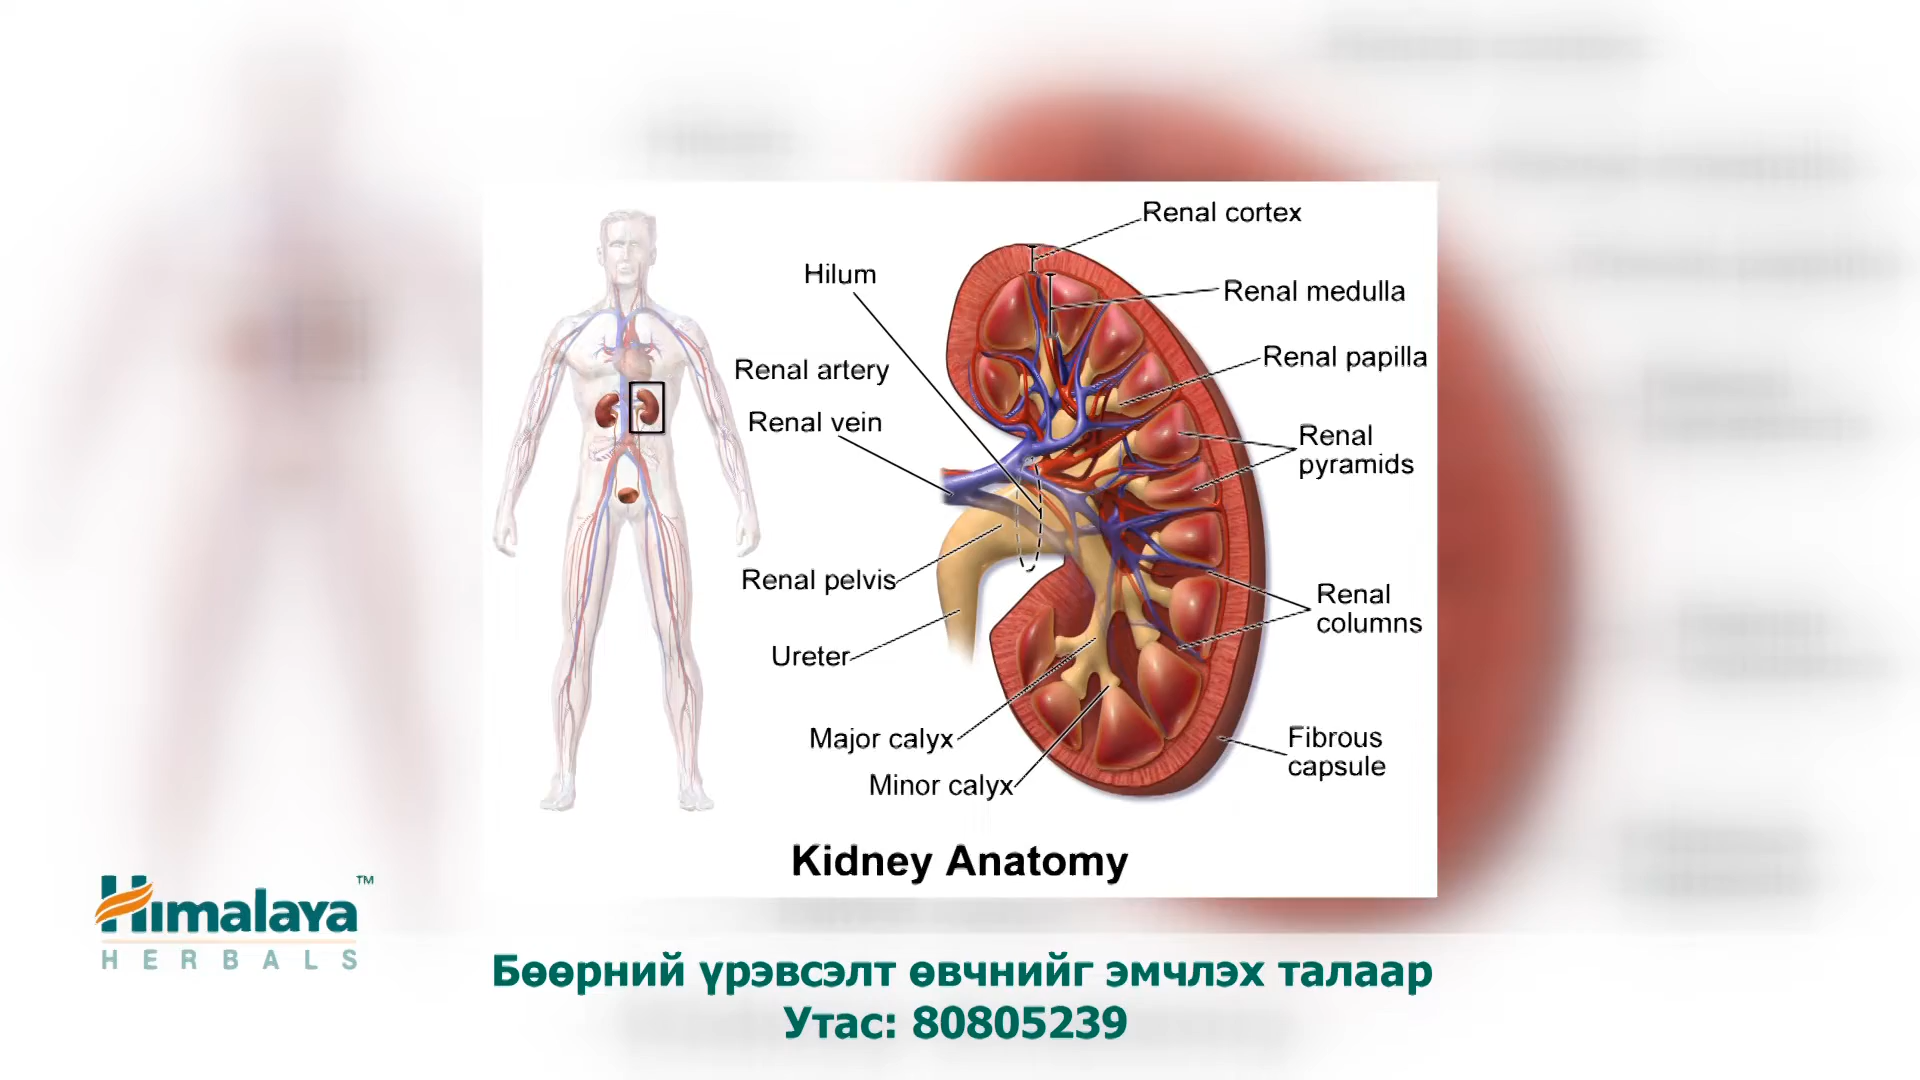 Renal cortex
Hilum
Renal medulla
Renal artery
Renal papilla
Renal vein
Renal
pyramids
Renal pelvis
Renal
columns
Ureter
Major calyx
Fibrous
capsule
Minor calyx
Kidney Anatomy
Himalaya™
HERBALS
Бөөрний үрэвсэлт өвчнийг эмчлэх талаар
Утас: 80805239